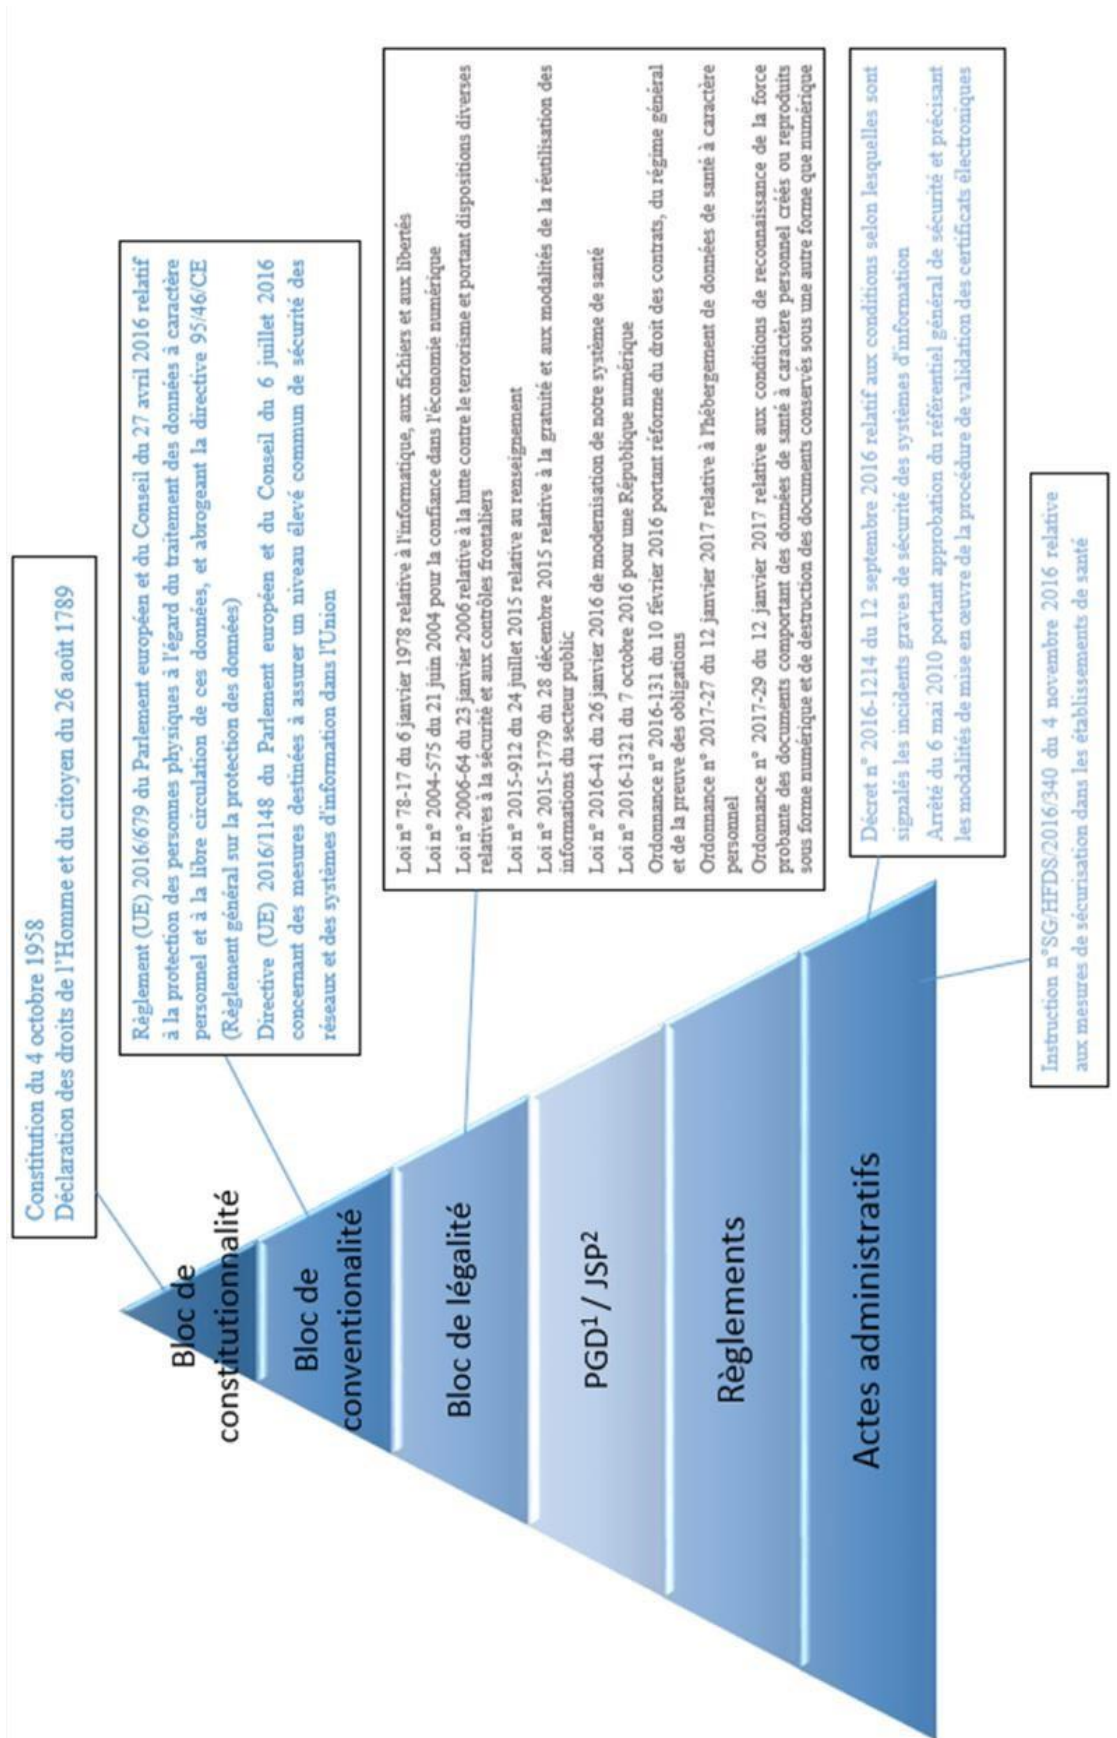 Constitution du 4 octobre 1958
Déclaration des droits de l'Homme et du citoyen du 26 août 1789
Règlement (UE) 2016/679 du Parlement européen et du Conseil du 27 avril 2016 relatif
à la protection des personnes physiques à l'égard du traitement des données à caractère
personnel et à la libre circulation de ces données, et abrogeant la directive 95/46/CE
(Règlement général sur la protection des données)
Directive (UE) 2016/1148 du Parlement européen et du Conseil du 6 juillet 2016
concernant des mesures destinées à assurer un niveau élevé commun de sécurité des
réseaux et des systèmes d'information dans l'Union
Loi n° 78-17 du 6 janvier 1978 relative à l'informatique, aux fichiers et aux libertés
Loi n° 2004-575 du 21 juin 2004 pour la confiance dans l'économie numérique
Loi n° 2006-64 du 23 janvier 2006 relative à la lutte contre le terrorisme et portant dispositions diverses
relatives à la sécurité et aux contrôles frontaliers
Loi n° 2015-912 du 24 juillet 2015 relative au renseignement
Loi n° 2015-1779 du 28 décembre 2015 relative à la gratuité et aux modalités de la réutilisation des
informations du secteur public
Loi n° 2016-41 du 26 janvier 2016 de modernisation de notre système de santé
Loi n° 2016-1321 du 7 octobre 2016 pour une République numérique
Ordonnance n° 2016-131 du 10 février 2016 portant réforme du droit des contrats, du régime général
et de la preuve des obligations
Ordonnance n° 2017-27 du 12 janvier 2017 relative à l'hébergement de données de santé à caractère
personnel
Ordonnance n° 2017-29 du 12 janvier 2017 relative aux conditions de reconnaissance de la force
probante des documents comportant des données de santé à caractère personnel créés ou reproduits
sous forme numérique et de destruction des documents conservés sous une autre forme que numérique
Décret n° 2016-1214 du 12 septembre 2016 relatif aux conditions selon lesquelles sont
signalés les incidents graves de sécurité des systèmes d'information
Arrêté du 6 mai 2010 portant approbation du référentiel général de sécurité et précisant
les modalités de mise en œuvre de la procédure de validation des certificats électroniques
Instruction n°SG/HFDS/2016/340 du 4 novembre 2016 relative
aux mesures de sécurisation dans les établissements de santé
Bloc de
constitutionnalité
Bloc de
conventionalité
Bloc de légalité
PGD¹ / JSP²
Règlements
Actes administratifs